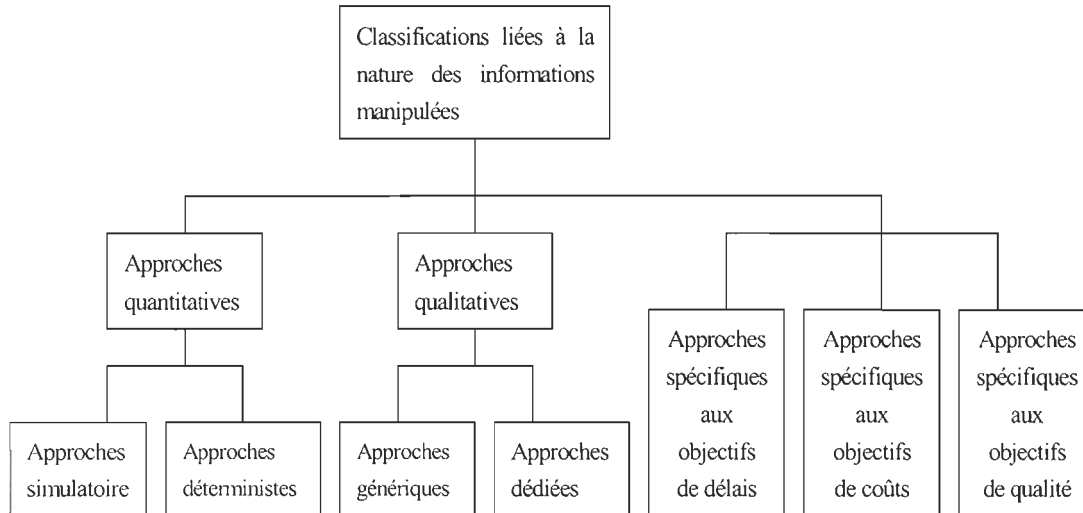 Classifications liées à la
nature des informations
manipulées
Approches
quantitatives
Approches
qualitatives
Approches
spécifiques
aux
objectifs
de délais
Approches
spécifiques
aux
objectifs
de coûts
Approches
spécifiques
aux
objectifs
de qualité
Approches
simulatoire
Approches
déterministes
Approches
génériques
Approches
dédiées